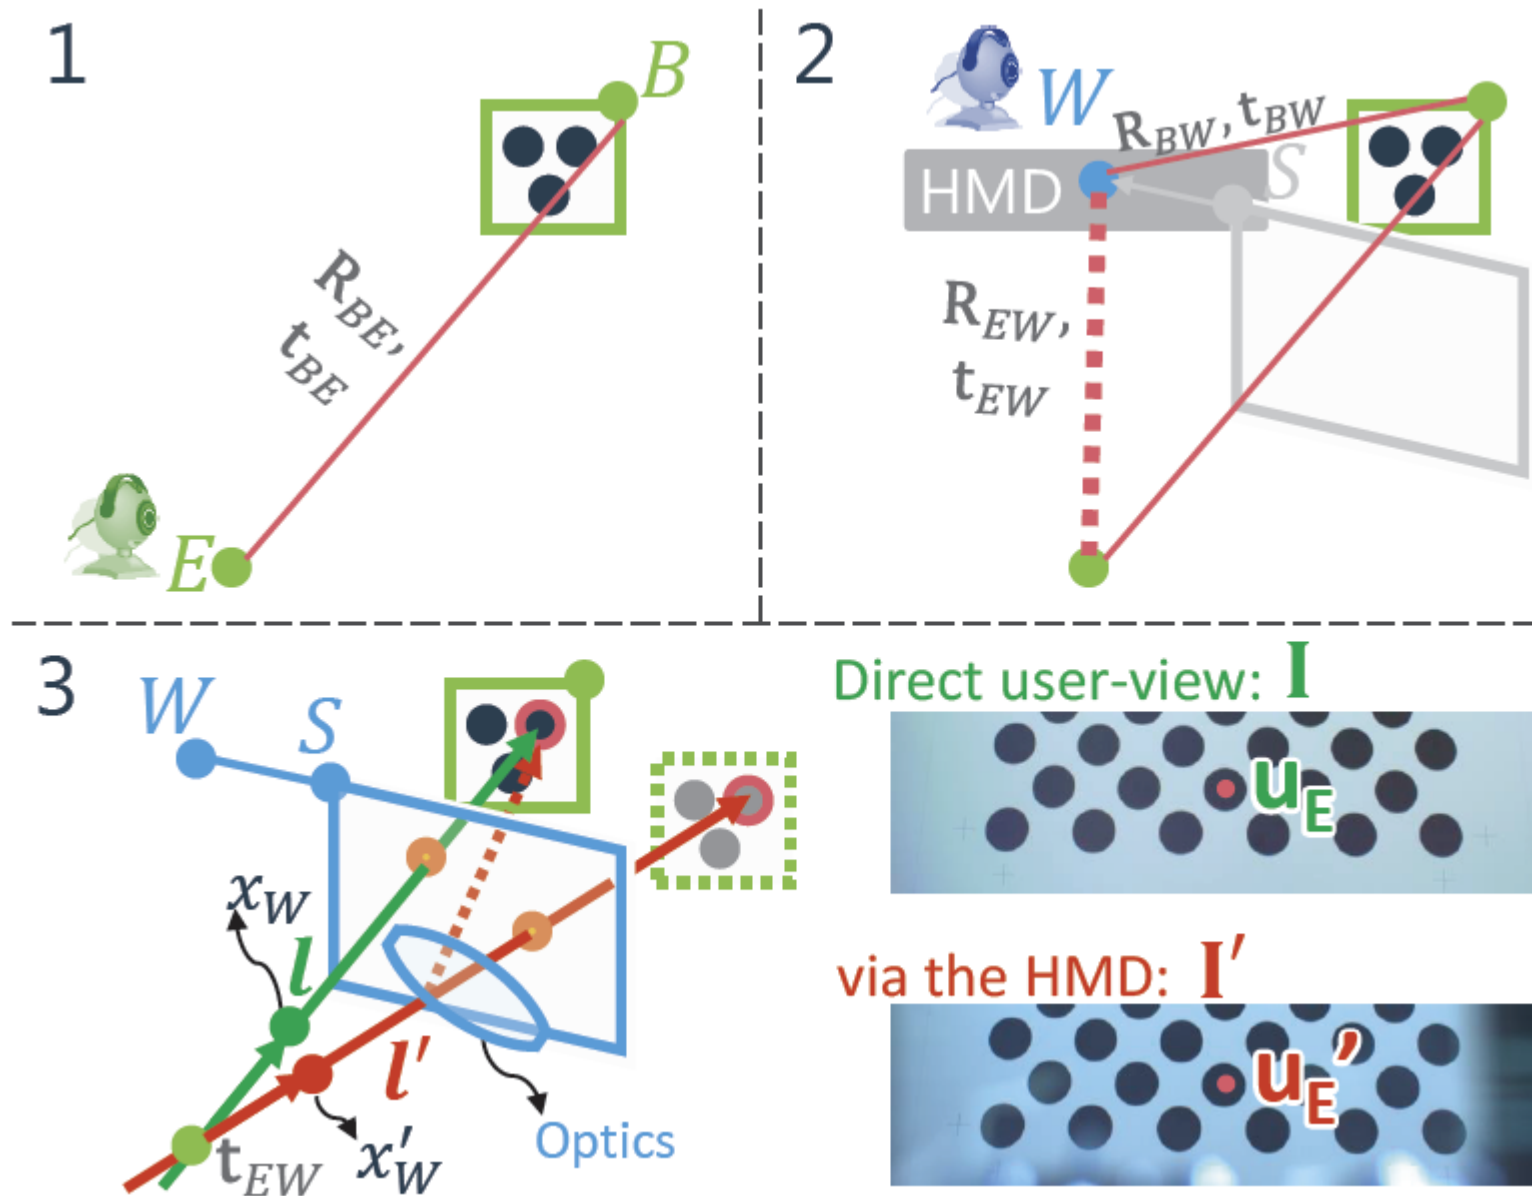 1
B
R_BE,
t_BE
E
2
W
R_BW, t_BW
S
HMD
R_EW,
t_EW
3
W
S
x_W
l
l′
t_EW
x′_W
Optics
Direct user-view: I
u_E
via the HMD: I′
u_E′